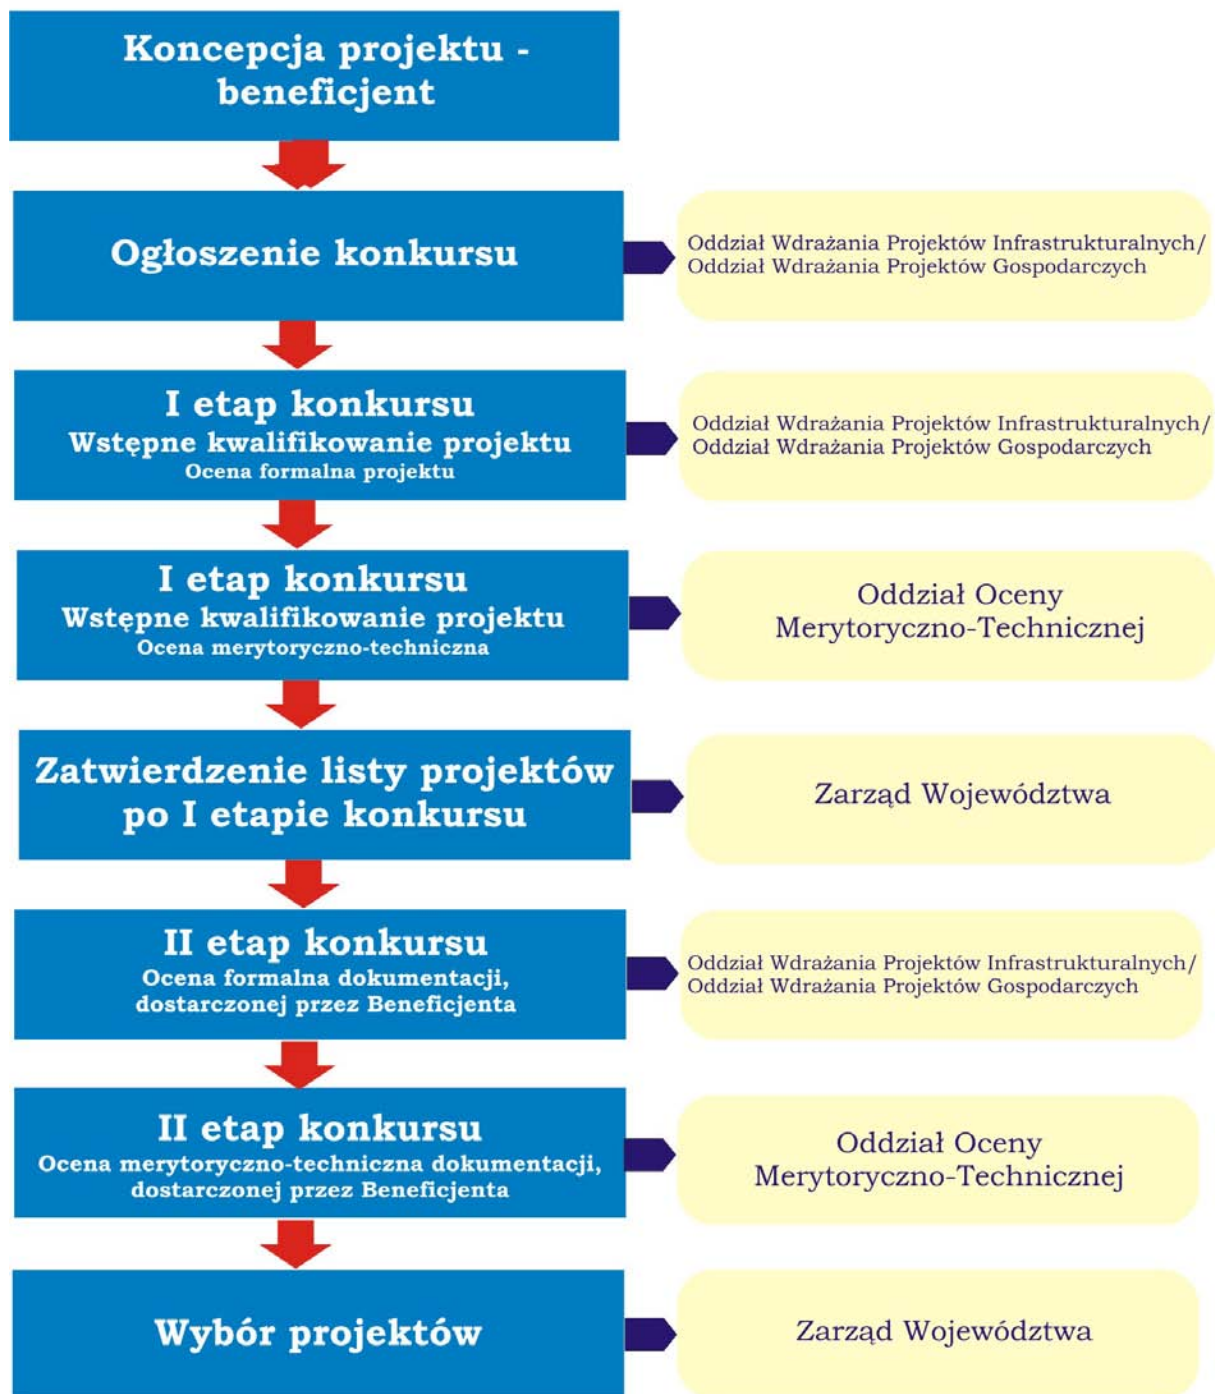 Koncepcja projektu -
beneficjent
Ogłoszenie konkursu
Oddział Wdrażania Projektów Infrastrukturalnych/
Oddział Wdrażania Projektów Gospodarczych
I etap konkursu
Wstępne kwalifikowanie projektu
Ocena formalna projektu
Oddział Wdrażania Projektów Infrastrukturalnych/
Oddział Wdrażania Projektów Gospodarczych
I etap konkursu
Wstępne kwalifikowanie projektu
Ocena merytoryczno-techniczna
Oddział Oceny
Merytoryczno-Technicznej
Zatwierdzenie listy projektów
po I etapie konkursu
Zarząd Województwa
II etap konkursu
Ocena formalna dokumentacji,
dostarczonej przez Beneficjenta
Oddział Wdrażania Projektów Infrastrukturalnych/
Oddział Wdrażania Projektów Gospodarczych
II etap konkursu
Ocena merytoryczno-techniczna dokumentacji,
dostarczonej przez Beneficjenta
Oddział Oceny
Merytoryczno-Technicznej
Wybór projektów
Zarząd Województwa